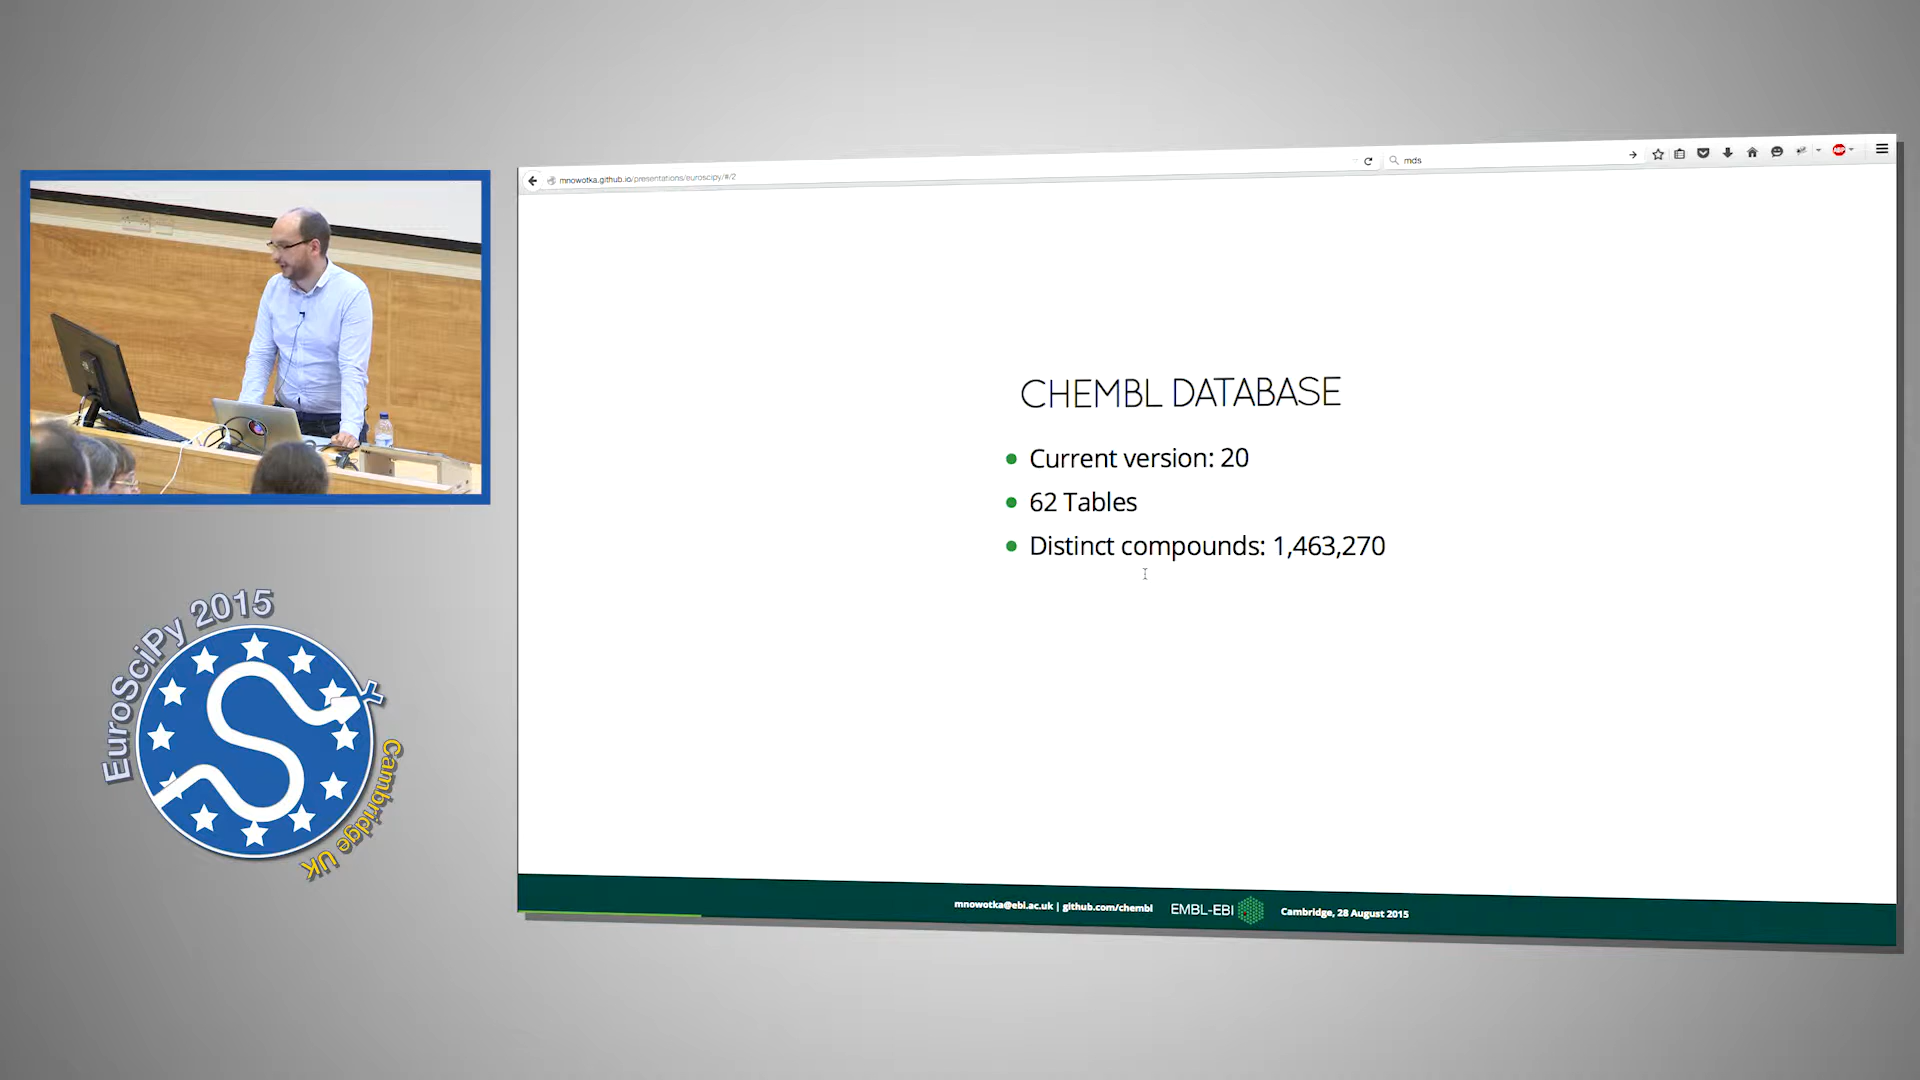 mnowotka.github.io/presentations/euroscipy/#/2
mds
ABP
CHEMBL DATABASE
Current version: 20
62 Tables
Distinct compounds: 1,463,270
mnowotka@ebi.ac.uk | github.com/chembl
EMBL-EBI
Cambridge, 28 August 2015
EuroSciPy 2015
Cambridge UK